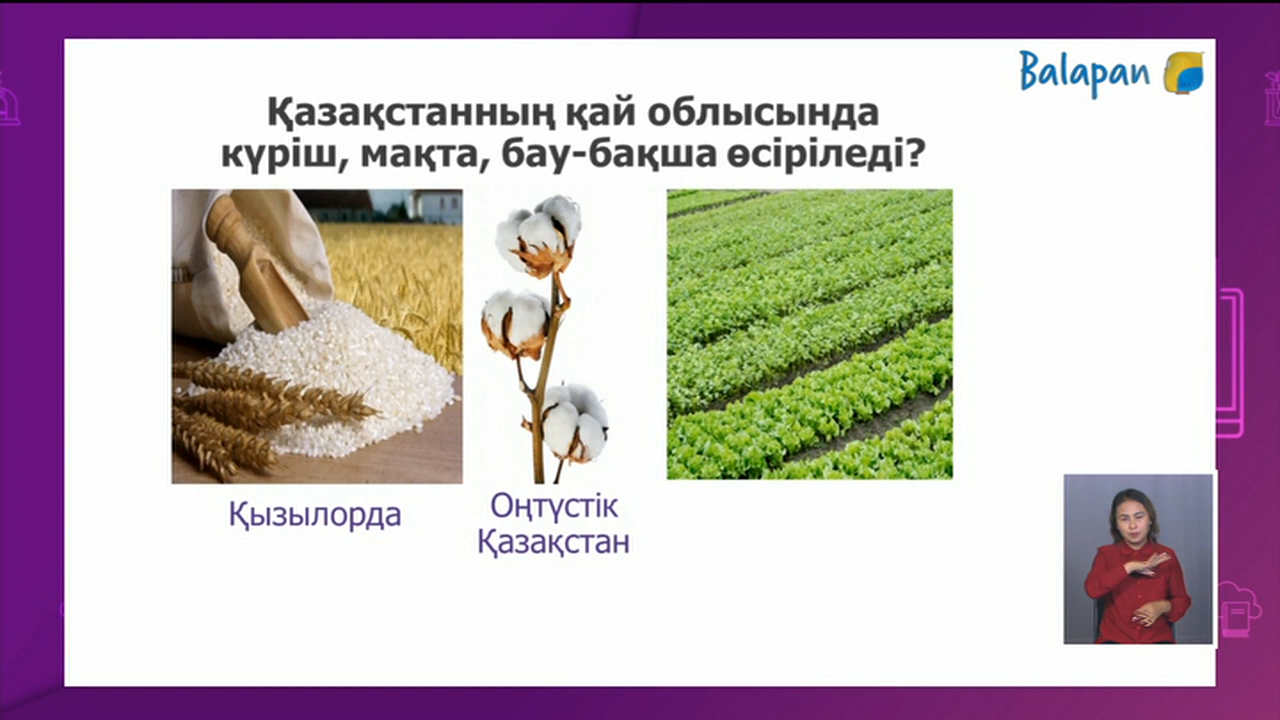 Balapan
Қазақстанның қай облысында
күріш, мақта, бау-бақша өсіріледі?
Қызылорда
Оңтүстік
Қазақстан